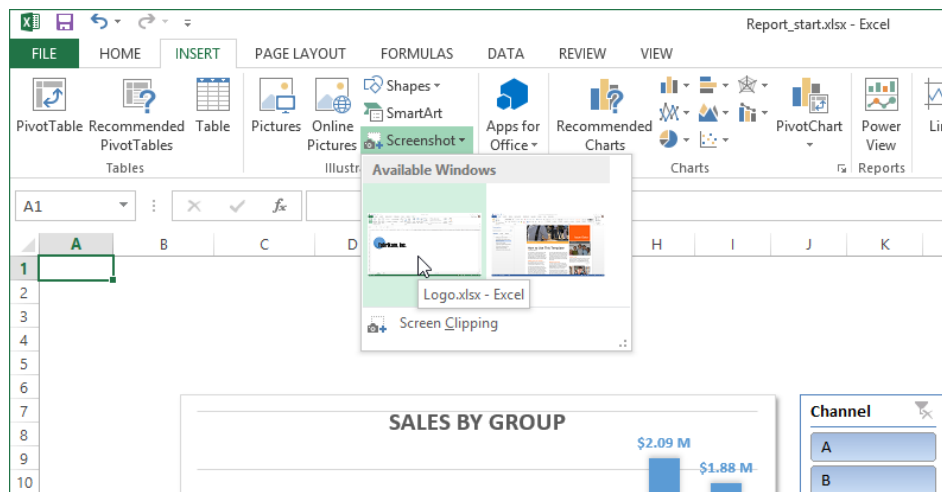 Report_start.xlsx - Excel
FILE HOME INSERT PAGE LAYOUT FORMULAS DATA REVIEW VIEW
PivotTable
Recommended
PivotTables
Table
Tables
Pictures
Online
Pictures
Shapes
SmartArt
Screenshot
Illustr
Apps for
Office
Recommended
Charts
PivotChart
Charts
Power
View
Reports
Li
Available Windows
Logo.xlsx - Excel
Screen Clipping
A1
fx
A B C D H I J K
1
2
3
4
5
6
7
8
9
10
SALES BY GROUP
$2.09 M
$1.88 M
Channel
A
B